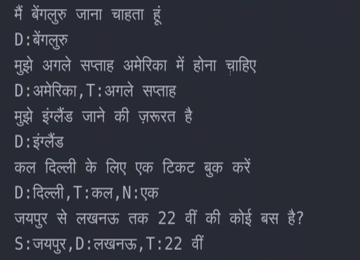 मैं बेंगलुरु जाना चाहता हूं
D:बेंगलुरु
मुझे अगले सप्ताह अमेरिका में होना चाहिए
D:अमेरिका,T:अगले सप्ताह
मुझे इंग्लैंड जाने की ज़रूरत है
D:इंग्लैंड
कल दिल्ली के लिए एक टिकट बुक करें
D:दिल्ली,T:कल,N:एक
जयपुर से लखनऊ तक 22 वीं की कोई बस है?
S:जयपुर,D:लखनऊ,T:22 वीं